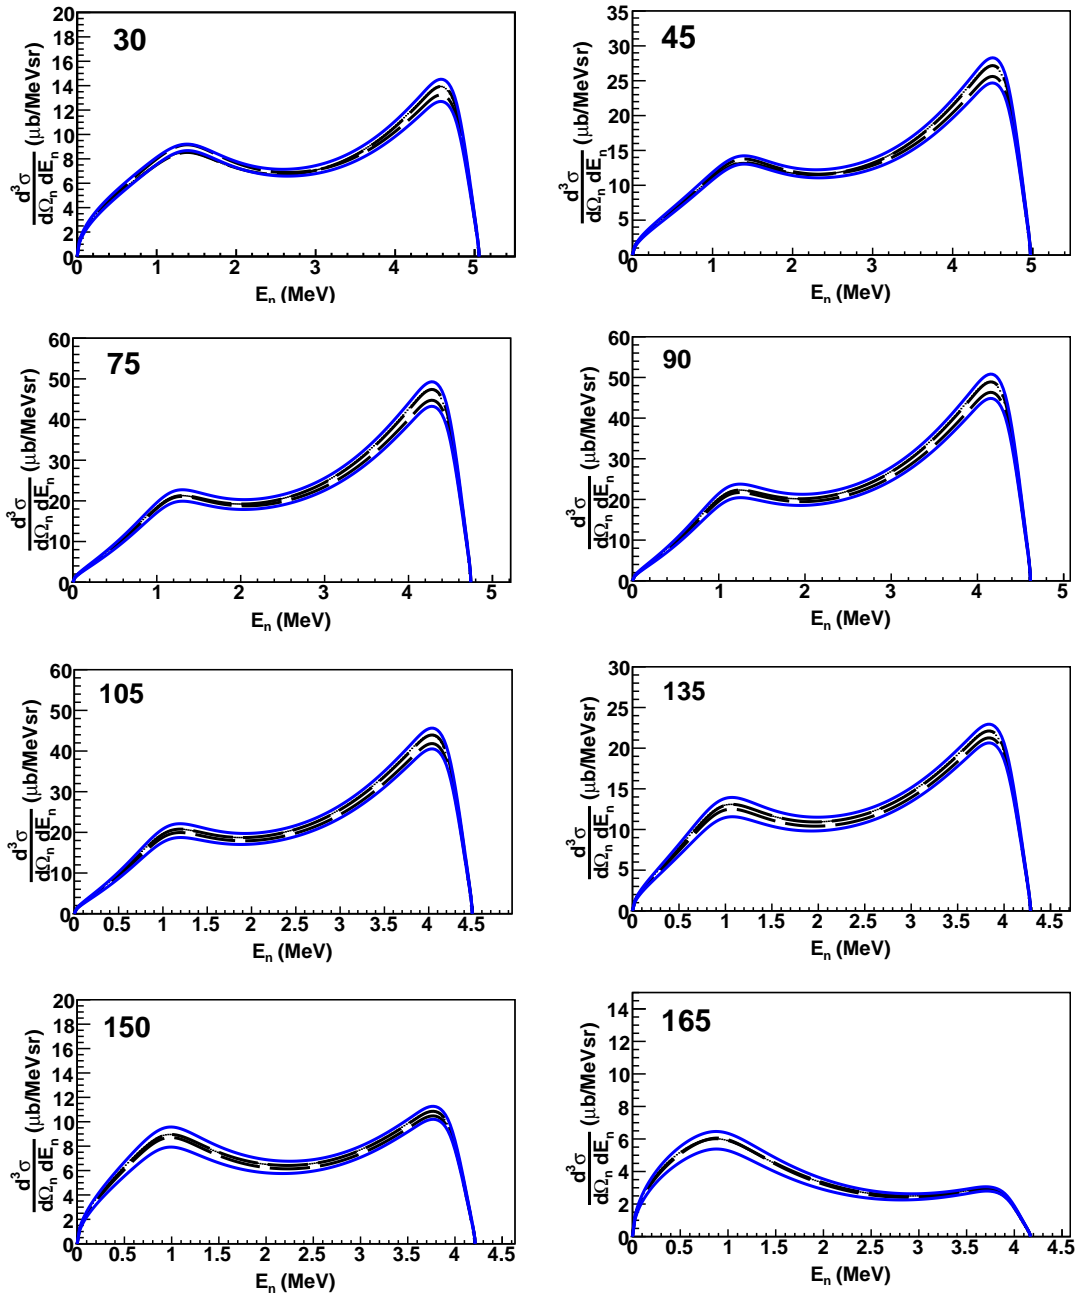 30
d³σ
dΩₙ dEₙ
(μb/MeVsr)
20
18
16
14
12
10
8
6
4
2
0
0 1 2 3 4 5
Eₙ (MeV)
45
d³σ
dΩₙ dEₙ
(μb/MeVsr)
35
30
25
20
15
10
5
0
0 1 2 3 4 5
Eₙ (MeV)
75
d³σ
dΩₙ dEₙ
(μb/MeVsr)
60
50
40
30
20
10
0
0 1 2 3 4 5
Eₙ (MeV)
90
d³σ
dΩₙ dEₙ
(μb/MeVsr)
60
50
40
30
20
10
0
0 1 2 3 4 5
Eₙ (MeV)
105
d³σ
dΩₙ dEₙ
(μb/MeVsr)
60
50
40
30
20
10
0
0 0.5 1 1.5 2 2.5 3 3.5 4 4.5
Eₙ (MeV)
135
d³σ
dΩₙ dEₙ
(μb/MeVsr)
30
25
20
15
10
5
0
0 0.5 1 1.5 2 2.5 3 3.5 4 4.5
Eₙ (MeV)
150
d³σ
dΩₙ dEₙ
(μb/MeVsr)
20
18
16
14
12
10
8
6
4
2
0
0 0.5 1 1.5 2 2.5 3 3.5 4 4.5
Eₙ (MeV)
165
d³σ
dΩₙ dEₙ
(μb/MeVsr)
14
12
10
8
6
4
2
0
0 0.5 1 1.5 2 2.5 3 3.5 4 4.5
Eₙ (MeV)